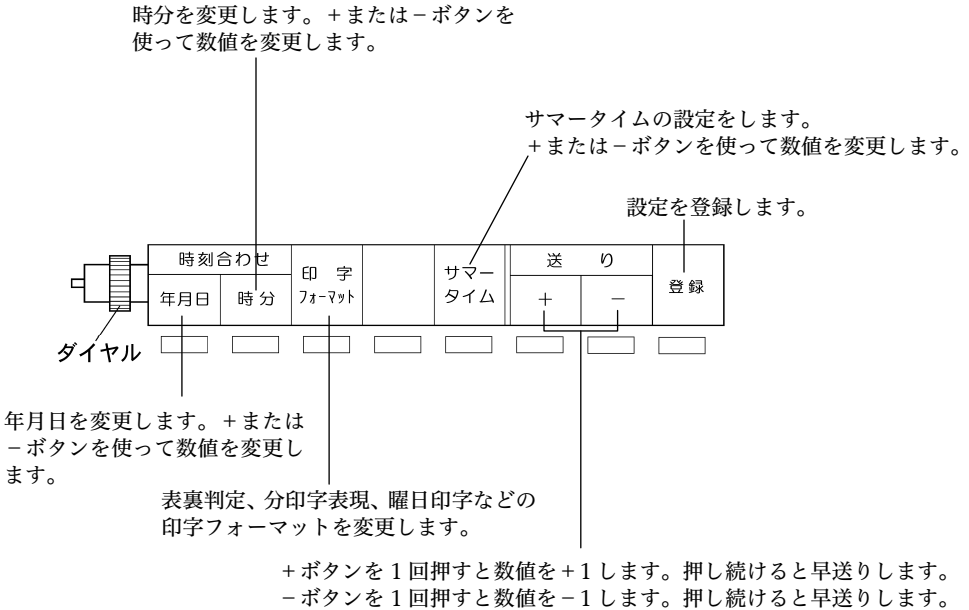 時分を変更します。＋または－ボタンを
使って数値を変更します。
サマータイムの設定をします。
＋または－ボタンを使って数値を変更します。
設定を登録します。
時刻合わせ
年月日
時分
印 字
フォーマット
サマー
タイム
送 り
＋
－
登録
ダイヤル
年月日を変更します。＋または
－ボタンを使って数値を変更し
ます。
表裏判定、分印字表現、曜日印字などの
印字フォーマットを変更します。
＋ボタンを１回押すと数値を＋１します。押し続けると早送りします。
－ボタンを１回押すと数値を－１します。押し続けると早送りします。